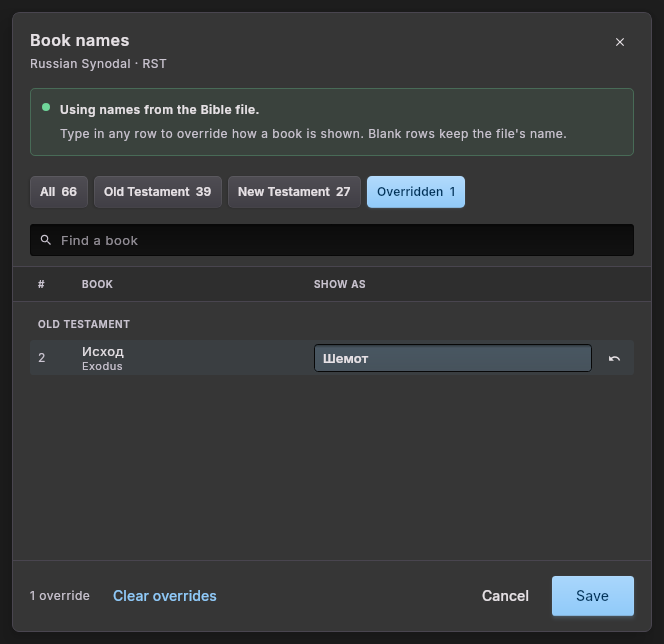 Book names
Russian Synodal · RST
Using names from the Bible file.
Type in any row to override how a book is shown. Blank rows keep the file's name.
All 66 Old Testament 39 New Testament 27 Overridden 1
Find a book
# BOOK SHOW AS
OLD TESTAMENT
2 Исход Шемот
Exodus
1 override Clear overrides Cancel Save